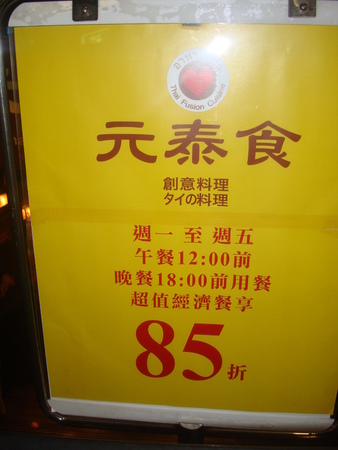 Thai Fusion Cuisine
元泰食
創意料理
タイの料理
週一 至 週五
午餐12:00前
晚餐18:00前用餐
超值經濟餐享
85折